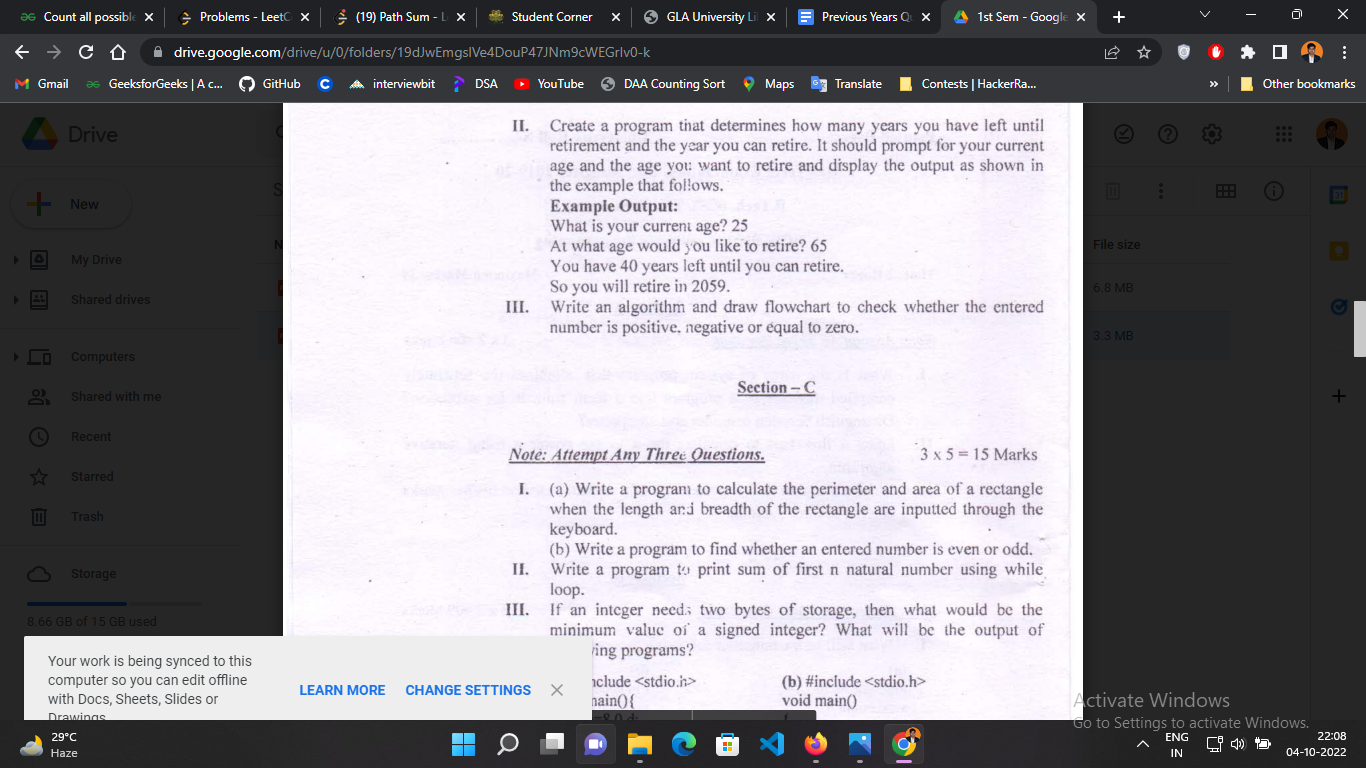 Count all possible
Problems - LeetC
(19) Path Sum - L
Student Corner
GLA University Li
Previous Years Q
1st Sem - Google
drive.google.com/drive/u/0/folders/19dJwEmgsIVe4DouP47JNm9cWEGrIv0-k
Gmail
GeeksforGeeks | A c...
GitHub
interviewbit
DSA
YouTube
DAA Counting Sort
Maps
Translate
Contests | HackerRa...
»
Other bookmarks
Drive
New
My Drive
Shared drives
Computers
Shared with me
Recent
Starred
Trash
Storage
8.66 GB of 15 GB used
File size
6.8 MB
3.3 MB
II. Create a program that determines how many years you have left until
retirement and the year you can retire. It should prompt for your current
age and the age you want to retire and display the output as shown in
the example that follows.
Example Output:
What is your current age? 25
At what age would you like to retire? 65
You have 40 years left until you can retire.
So you will retire in 2059.
III. Write an algorithm and draw flowchart to check whether the entered
number is positive, negative or equal to zero.
Section – C
Note: Attempt Any Three Questions. 3 x 5 = 15 Marks
I. (a) Write a program to calculate the perimeter and area of a rectangle
when the length and breadth of the rectangle are inputted through the
keyboard.
(b) Write a program to find whether an entered number is even or odd.
II. Write a program to print sum of first n natural number using while
loop.
III. If an integer needs two bytes of storage, then what would be the
minimum value of a signed integer? What will be the output of
ving programs?
nclude <stdio.h> (b) #include <stdio.h>
main(){ void main()
{
Your work is being synced to this
computer so you can edit offline
with Docs, Sheets, Slides or
Drawings
LEARN MORE
CHANGE SETTINGS
Activate Windows
Go to Settings to activate Windows.
29°C
Haze
ENG
IN
22:08
04-10-2022